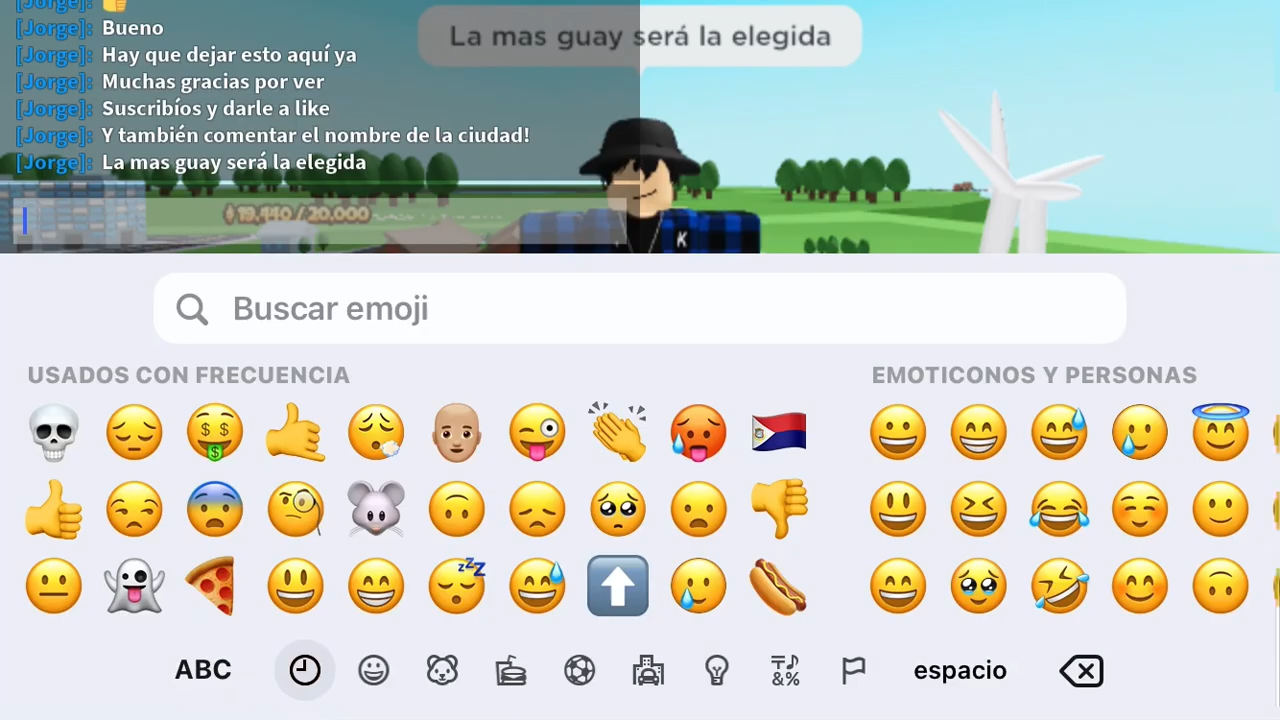 [Jorge]: 👍
[Jorge]: Bueno
[Jorge]: Hay que dejar esto aquí ya
[Jorge]: Muchas gracias por ver
[Jorge]: Suscribíos y darle a like
[Jorge]: Y también comentar el nombre de la ciudad!
[Jorge]: La mas guay será la elegida
La mas guay será la elegida
19,440 / 20,000
K
Buscar emoji
USADOS CON FRECUENCIA
EMOTICONOS Y PERSONAS
ABC
espacio